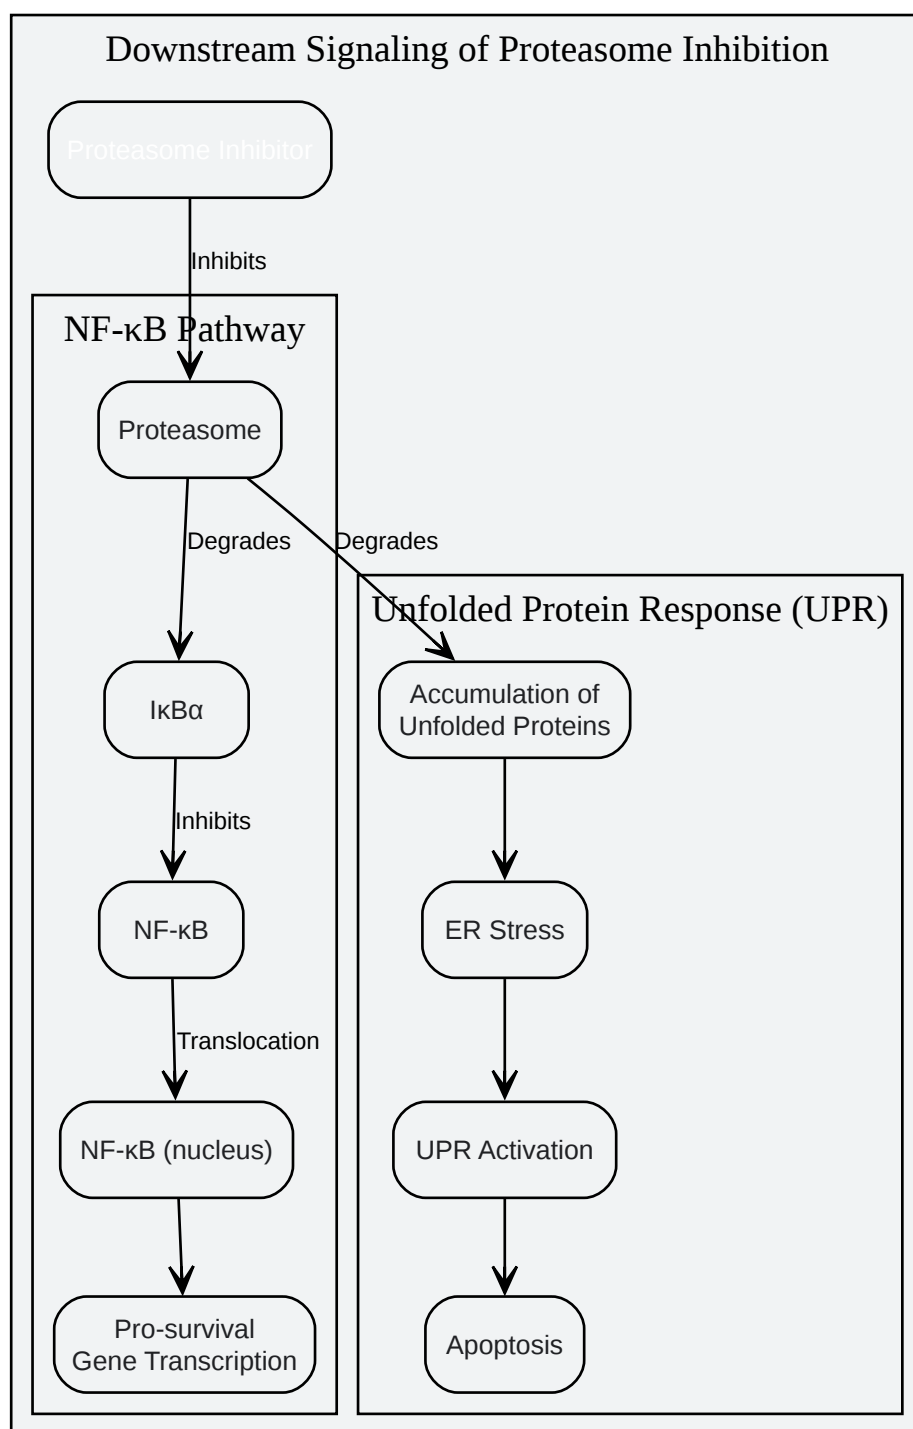 Downstream Signaling of Proteasome Inhibition
Proteasome Inhibitor
Inhibits
NF-κB Pathway
Proteasome
Degrades
Degrades
Unfolded Protein Response (UPR)
IκBα
Accumulation of
Unfolded Proteins
Inhibits
NF-κB
ER Stress
Translocation
NF-κB (nucleus)
UPR Activation
Pro-survival
Gene Transcription
Apoptosis